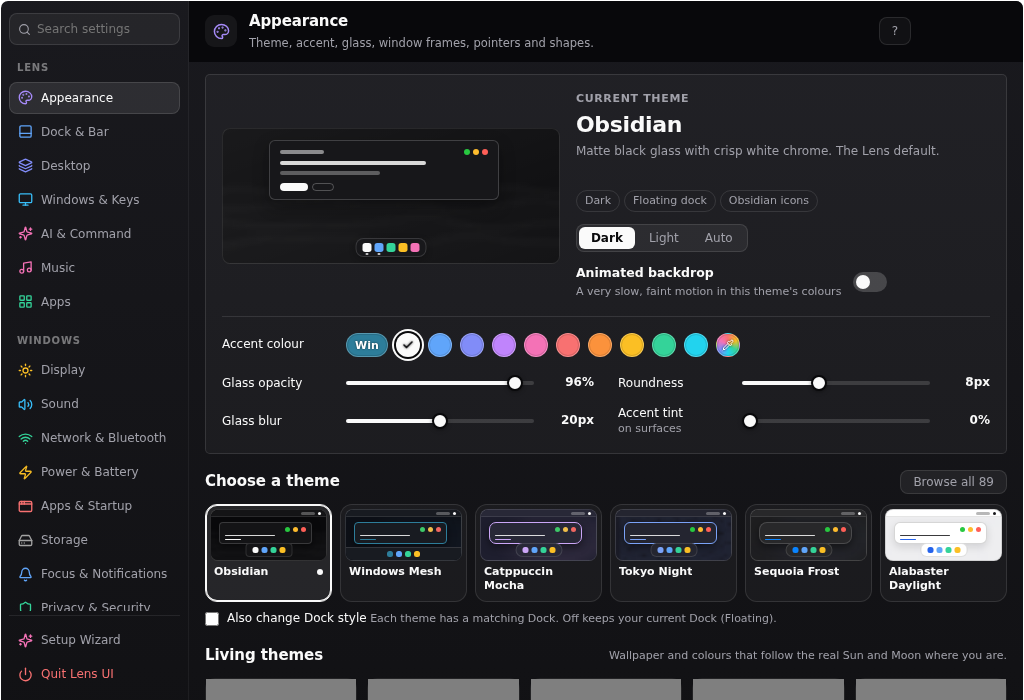 Search settings
LENS
Appearance
Dock & Bar
Desktop
Windows & Keys
AI & Command
Music
Apps
WINDOWS
Display
Sound
Network & Bluetooth
Power & Battery
Apps & Startup
Storage
Focus & Notifications
Privacy & Security
Setup Wizard
Quit Lens UI
Appearance
Theme, accent, glass, window frames, pointers and shapes.
?
CURRENT THEME
Obsidian
Matte black glass with crisp white chrome. The Lens default.
Dark Floating dock Obsidian icons
Dark Light Auto
Animated backdrop
A very slow, faint motion in this theme's colours
Accent colour Win
Glass opacity 96% Roundness 8px
Glass blur 20px Accent tint 0%
on surfaces
Choose a theme Browse all 89
Obsidian
Windows Mesh
Catppuccin
Mocha
Tokyo Night
Sequoia Frost
Alabaster
Daylight
Also change Dock style Each theme has a matching Dock. Off keeps your current Dock (Floating).
Living themes Wallpaper and colours that follow the real Sun and Moon where you are.